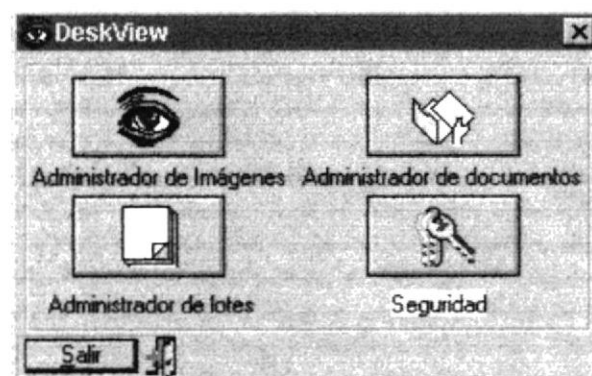 DeskView
Administrador de Imágenes Administrador de documentos
Administrador de lotes Seguridad
Salir